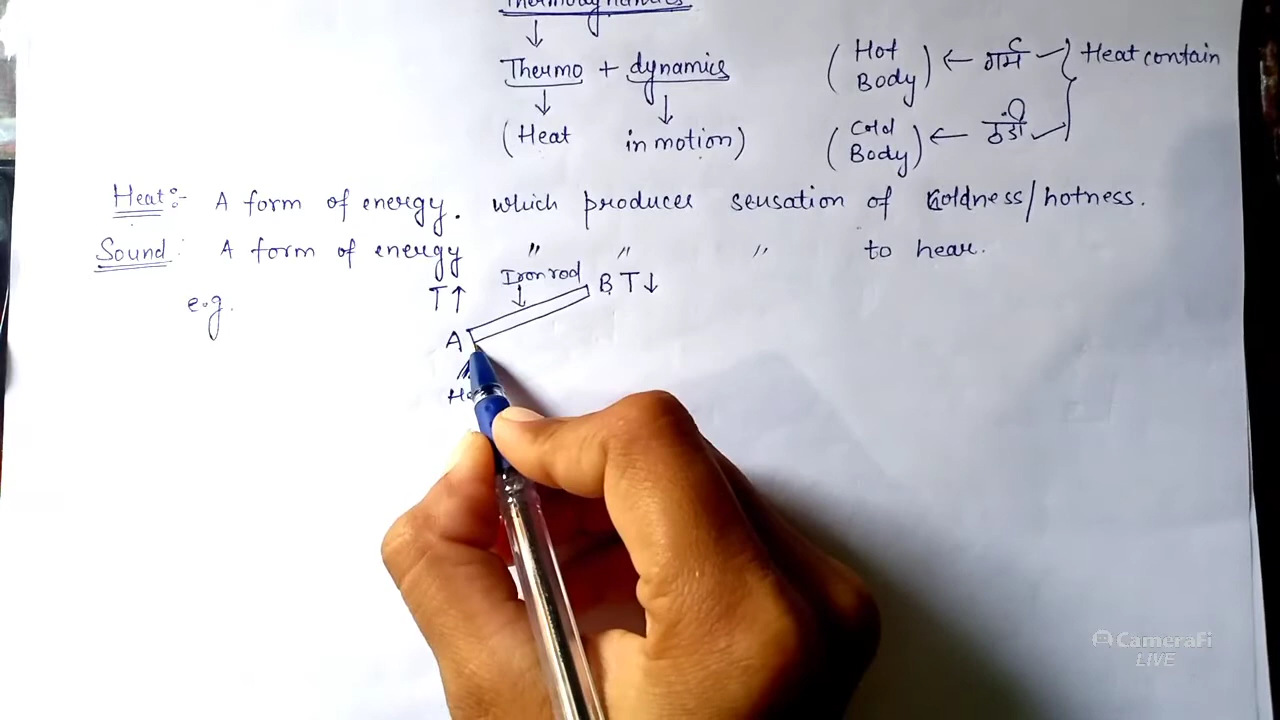 Thermodynamics
Thermo + dynamics
(Heat in motion)
(Hot Body) ← गर्म
(Cold Body) ← ठंडी
Heat contain
Heat:- A form of energy. which produces sensation of Coldness/hotness.
Sound: A form of energy " " " to hear.
e.g.
Iron rod
T↑
B T↓
A
CameraFi
LIVE